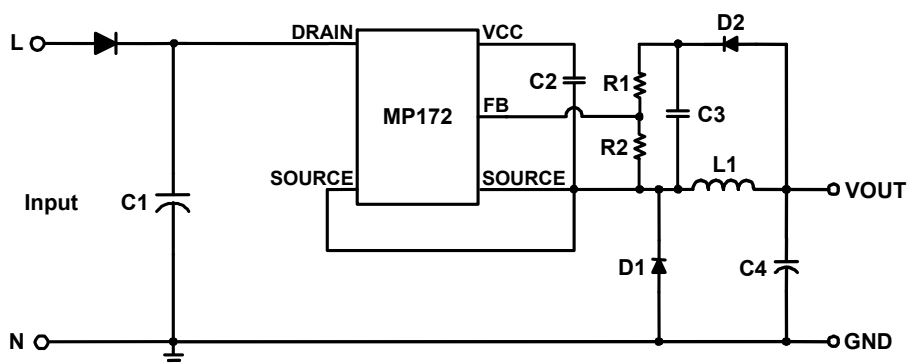 L
DRAIN
VCC
D2
C2
R1
FB
C3
MP172
R2
L1
SOURCE
SOURCE
Input
C1
VOUT
D1
C4
N
GND